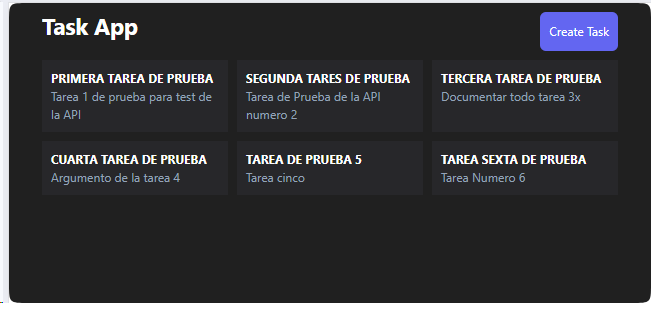 Task App
Create Task
PRIMERA TAREA DE PRUEBA
Tarea 1 de prueba para test de
la API
SEGUNDA TARES DE PRUEBA
Tarea de Prueba de la API
numero 2
TERCERA TAREA DE PRUEBA
Documentar todo tarea 3x
CUARTA TAREA DE PRUEBA
Argumento de la tarea 4
TAREA DE PRUEBA 5
Tarea cinco
TAREA SEXTA DE PRUEBA
Tarea Numero 6